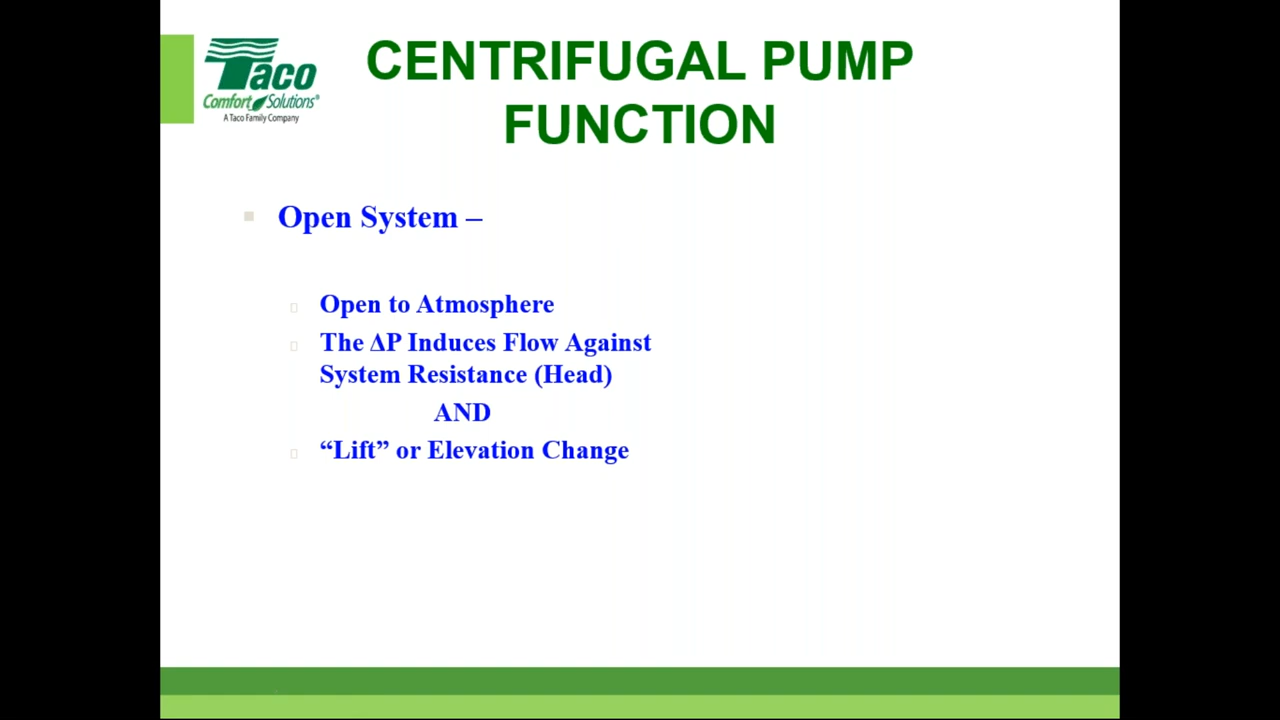 Taco
Comfort Solutions®
A Taco Family Company
CENTRIFUGAL PUMP
FUNCTION
Open System –
Open to Atmosphere
The ΔP Induces Flow Against
System Resistance (Head)
AND
“Lift” or Elevation Change